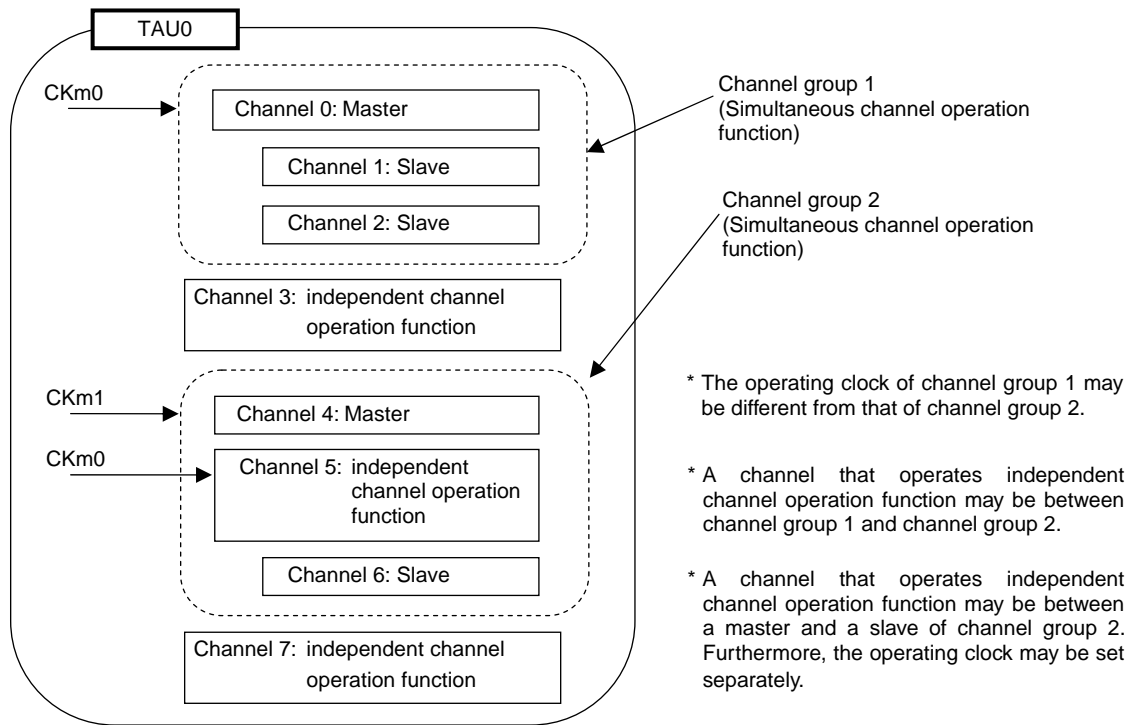 TAU0
CKm0
Channel 0: Master
Channel 1: Slave
Channel 2: Slave
Channel group 1
(Simultaneous channel operation
function)
Channel group 2
(Simultaneous channel operation
function)
Channel 3: independent channel
operation function
CKm1
Channel 4: Master
CKm0
Channel 5: independent
channel operation
function
Channel 6: Slave
Channel 7: independent channel
operation function
* The operating clock of channel group 1 may
be different from that of channel group 2.
* A channel that operates independent
channel operation function may be between
channel group 1 and channel group 2.
* A channel that operates independent
channel operation function may be between
a master and a slave of channel group 2.
Furthermore, the operating clock may be set
separately.